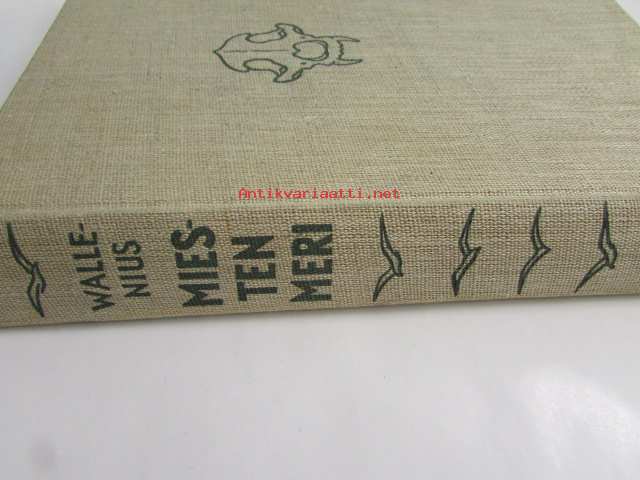 Antikvariaatti.net
WALLE-
NIUS
MIES-
TEN
MERI